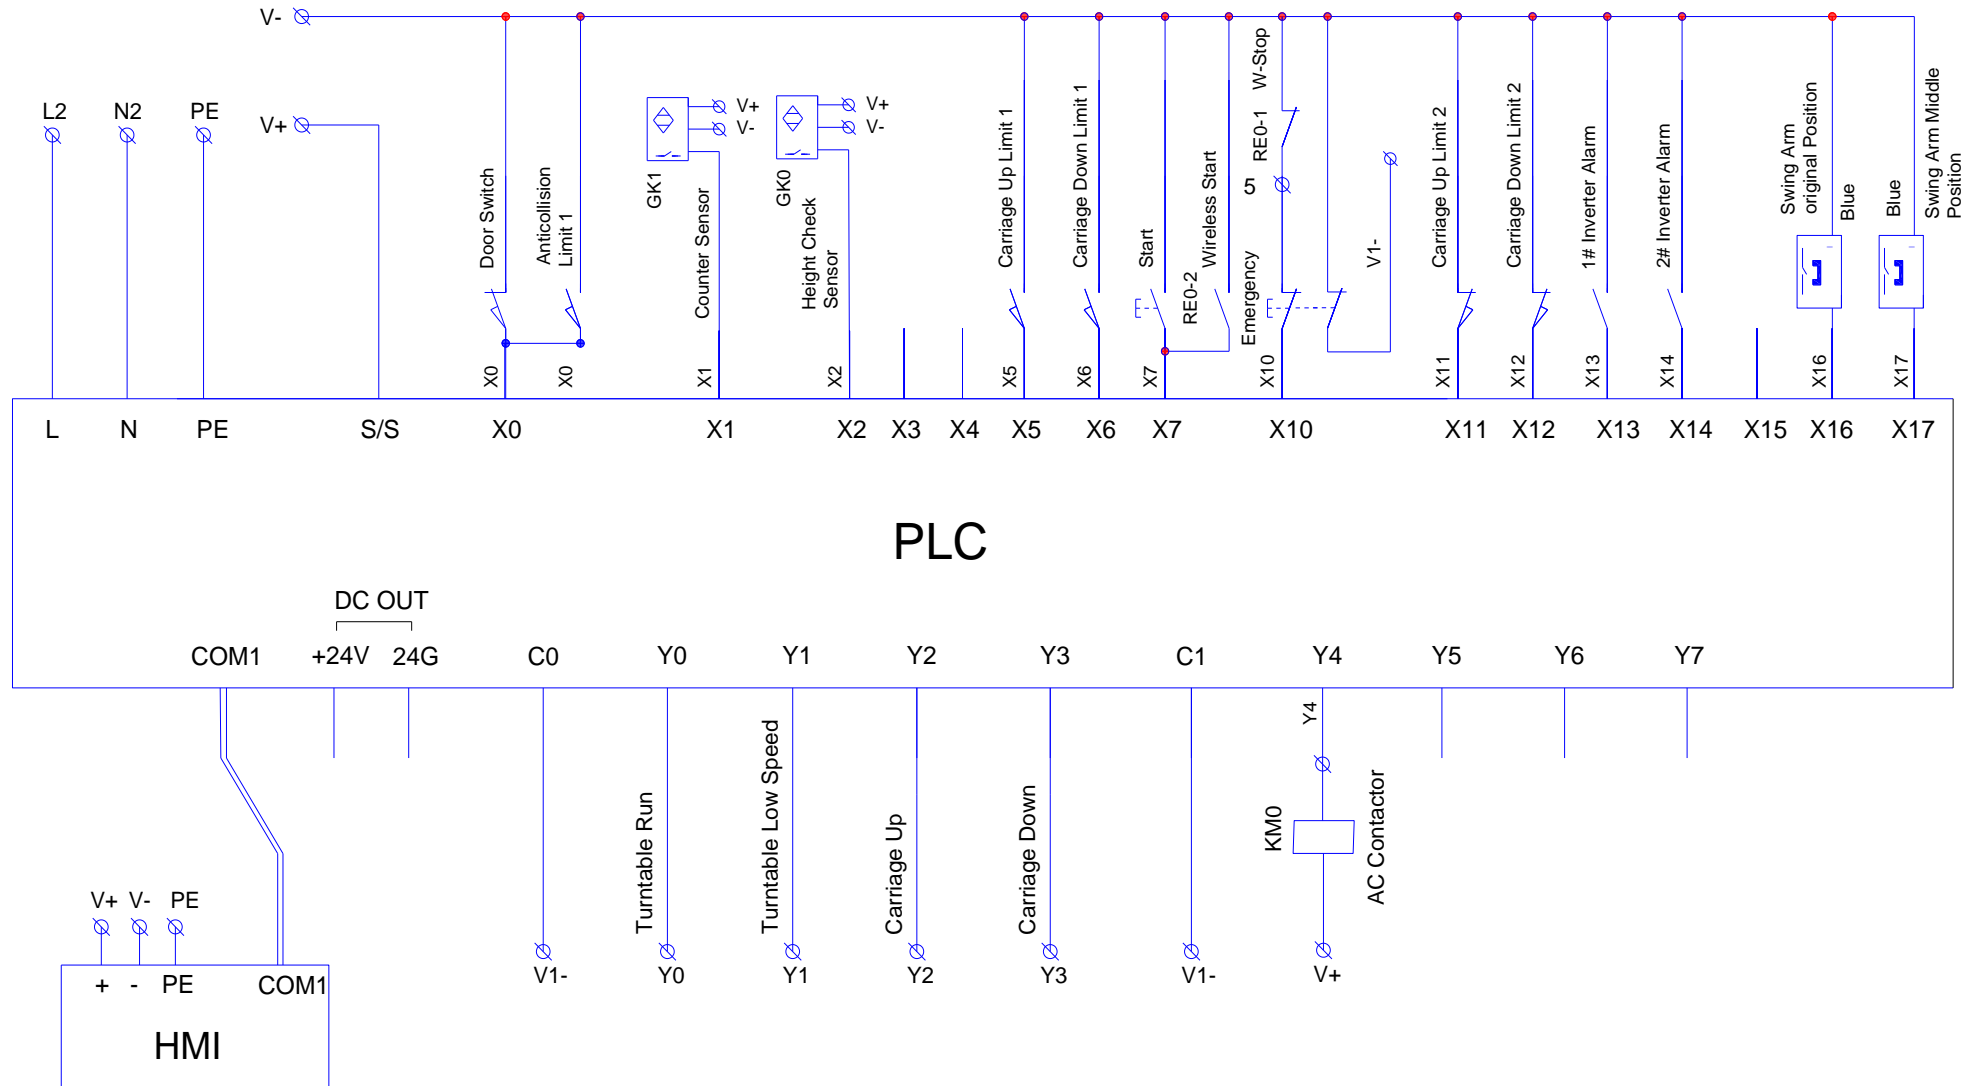 V-
L2
N2
PE
V+
Door Switch
Anticollision
Limit 1
GK1
V+
V-
Counter Sensor
GK0
V+
V-
Height Check
Sensor
Carriage Up Limit 1
Carriage Down Limit 1
Start
RE0-2
Wireless Start
W-Stop
RE0-1
5
Emergency
V1-
Carriage Up Limit 2
Carriage Down Limit 2
1# Inverter Alarm
2# Inverter Alarm
Swing Arm
original Position
Blue
Blue
Swing Arm Middle
Position
X0
X0
X1
X2
X5
X6
X7
X10
X11
X12
X13
X14
X16
X17
L
N
PE
S/S
X0
X1
X2
X3
X4
X5
X6
X7
X10
X11
X12
X13
X14
X15
X16
X17
PLC
DC OUT
COM1
+24V
24G
C0
Y0
Y1
Y2
Y3
C1
Y4
Y5
Y6
Y7
Turntable Run
Turntable Low Speed
Carriage Up
Carriage Down
Y4
KM0
AC Contactor
V1-
Y0
Y1
Y2
Y3
V1-
V+
V+
V-
PE
+
-
PE
COM1
HMI